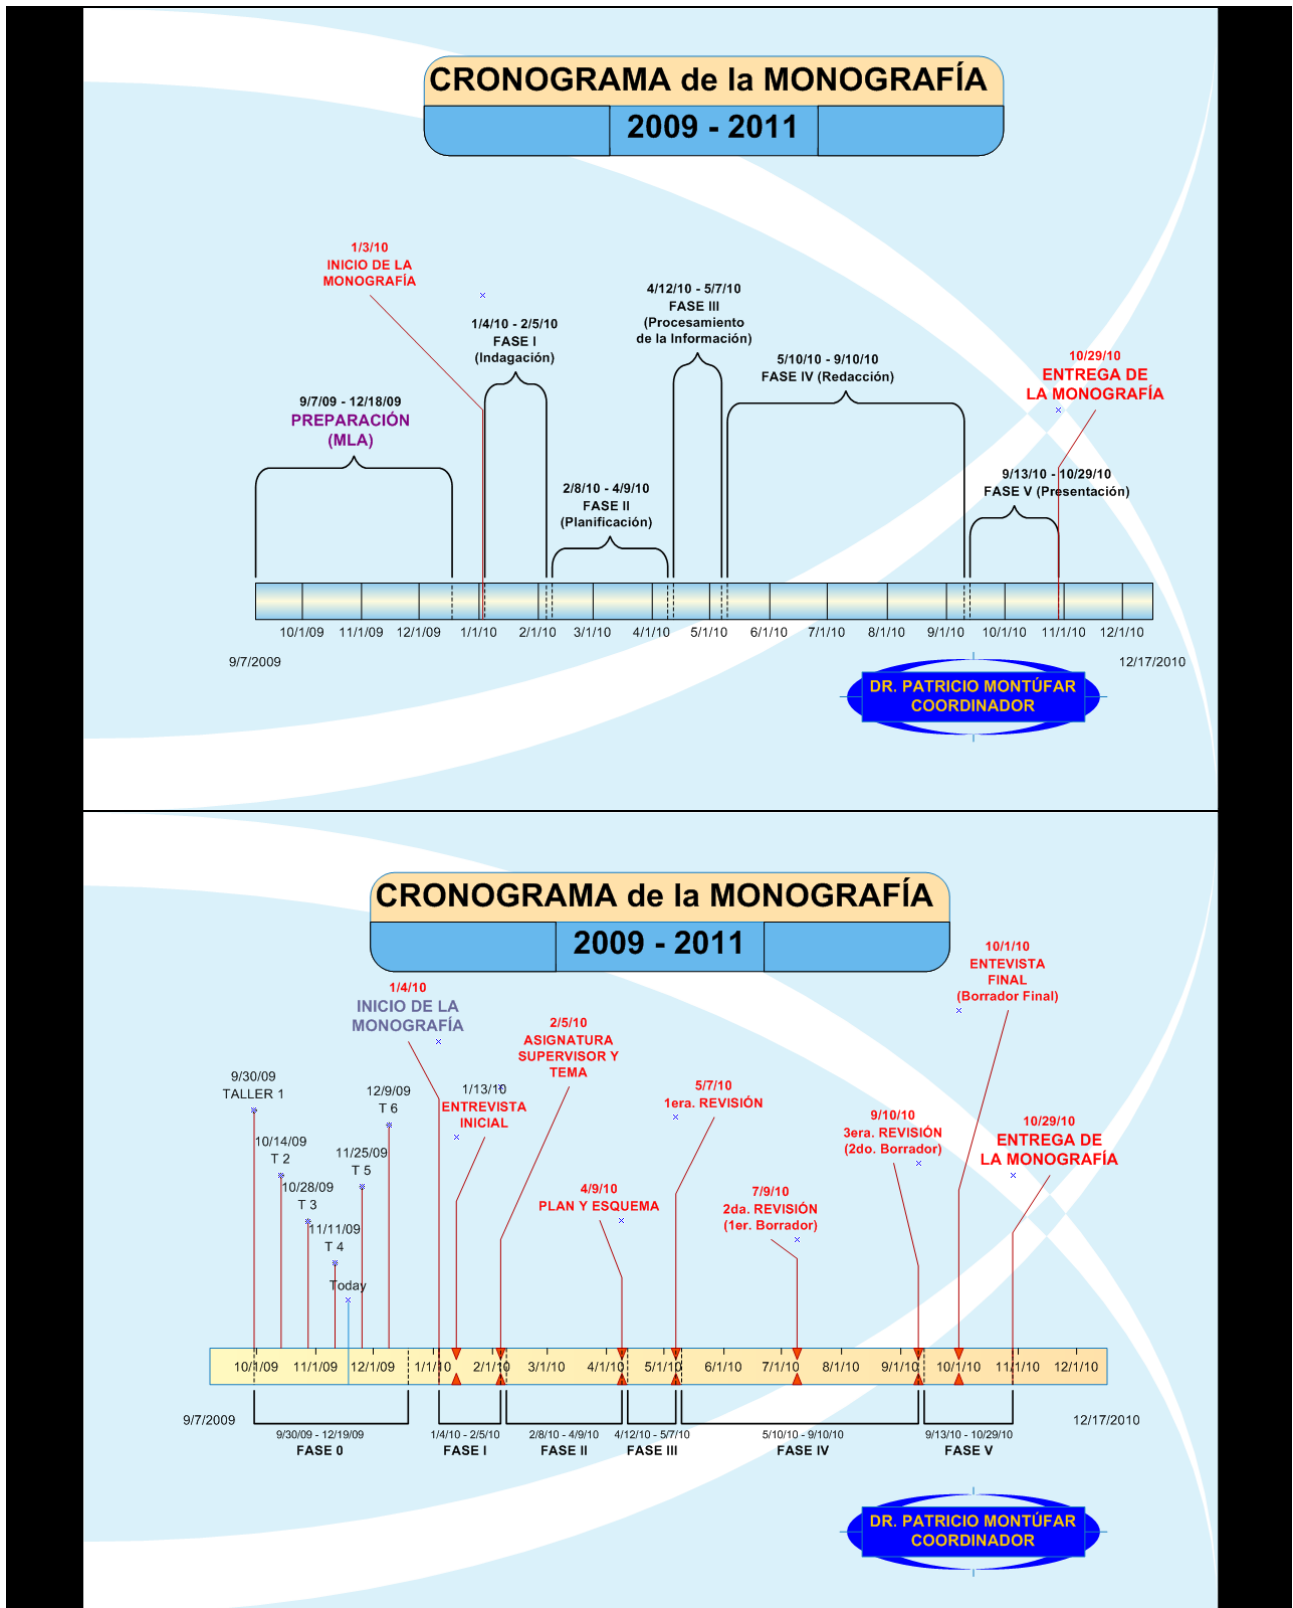 CRONOGRAMA de la MONOGRAFÍA
2009 - 2011
1/3/10
INICIO DE LA
MONOGRAFÍA
4/12/10 - 5/7/10
FASE III
(Procesamiento
de la Información)
1/4/10 - 2/5/10
FASE I
(Indagación)
5/10/10 - 9/10/10
FASE IV (Redacción)
10/29/10
ENTREGA DE
LA MONOGRAFÍA
9/7/09 - 12/18/09
PREPARACIÓN
(MLA)
2/8/10 - 4/9/10
FASE II
(Planificación)
9/13/10 - 10/29/10
FASE V (Presentación)
10/1/09 11/1/09 12/1/09 1/1/10 2/1/10 3/1/10 4/1/10 5/1/10 6/1/10 7/1/10 8/1/10 9/1/10 10/1/10 11/1/10 12/1/10
9/7/2009
12/17/2010
DR. PATRICIO MONTÚFAR
COORDINADOR
CRONOGRAMA de la MONOGRAFÍA
2009 - 2011
10/1/10
ENTEVISTA
FINAL
(Borrador Final)
1/4/10
INICIO DE LA
MONOGRAFÍA
2/5/10
ASIGNATURA
SUPERVISOR Y
TEMA
9/30/09
TALLER 1
12/9/09
T 6
1/13/10
ENTREVISTA
INICIAL
5/7/10
1era. REVISIÓN
9/10/10
3era. REVISIÓN
(2do. Borrador)
10/29/10
ENTREGA DE
LA MONOGRAFÍA
10/14/09
T 2
11/25/09
T 5
10/28/09
T 3
4/9/10
PLAN Y ESQUEMA
7/9/10
2da. REVISIÓN
(1er. Borrador)
11/11/09
T 4
Today
10/1/09 11/1/09 12/1/09 1/1/10 2/1/10 3/1/10 4/1/10 5/1/10 6/1/10 7/1/10 8/1/10 9/1/10 10/1/10 11/1/10 12/1/10
9/7/2009
12/17/2010
9/30/09 - 12/19/09
FASE 0
1/4/10 - 2/5/10
FASE I
2/8/10 - 4/9/10
FASE II
4/12/10 - 5/7/10
FASE III
5/10/10 - 9/10/10
FASE IV
9/13/10 - 10/29/10
FASE V
DR. PATRICIO MONTÚFAR
COORDINADOR